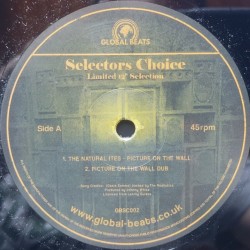 GLOBAL BEATS
Selectors Choice
Limited 12" Selection
Side A
45rpm
1. THE NATURAL ITES - PICTURE ON THE WALL
2. PICTURE ON THE WALL DUB
www.global-beats.co.uk